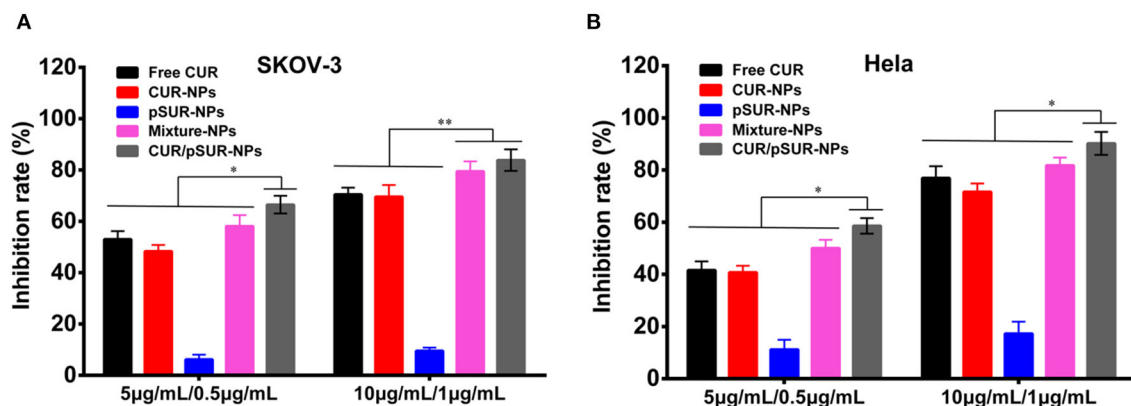 A
SKOV-3
Free CUR
CUR-NPs
pSUR-NPs
Mixture-NPs
CUR/pSUR-NPs
Inhibition rate (%)
120
100
80
60
40
20
0
*
**
5µg/mL/0.5µg/mL 10µg/mL/1µg/mL
B
Hela
Free CUR
CUR-NPs
pSUR-NPs
Mixture-NPs
CUR/pSUR-NPs
Inhibition rate (%)
120
100
80
60
40
20
0
*
*
5µg/mL/0.5µg/mL 10µg/mL/1µg/mL